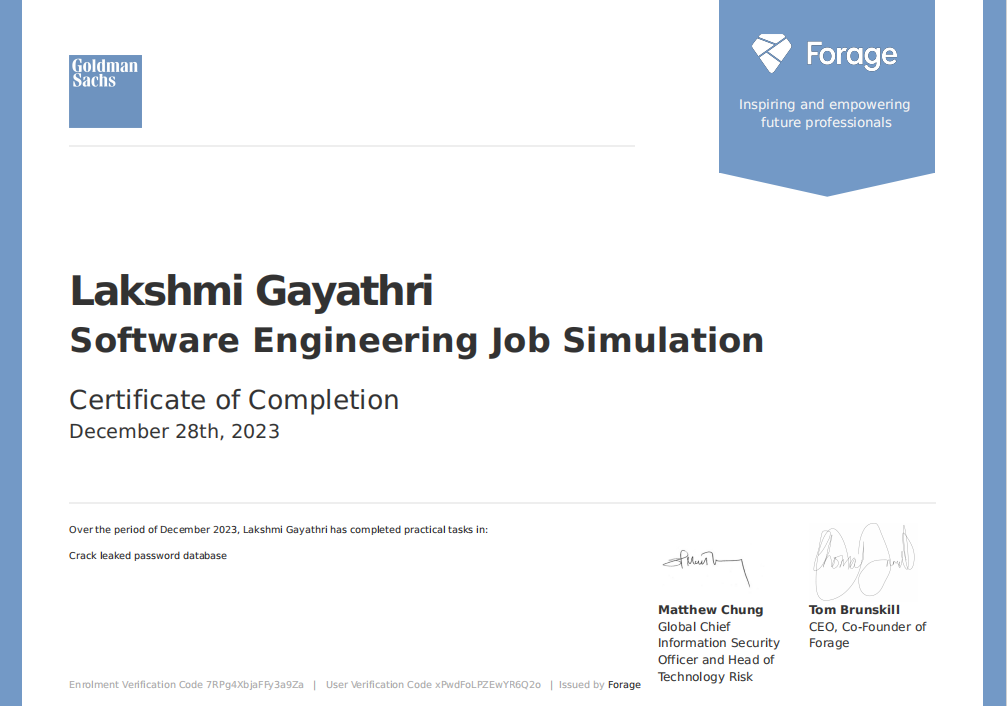 Goldman
Sachs
Forage
Inspiring and empowering
future professionals
Lakshmi Gayathri
Software Engineering Job Simulation
Certificate of Completion
December 28th, 2023
Over the period of December 2023, Lakshmi Gayathri has completed practical tasks in:
Crack leaked password database
Matthew Chung
Global Chief
Information Security
Officer and Head of
Technology Risk
Tom Brunskill
CEO, Co-Founder of
Forage
Enrolment Verification Code 7RPg4XbjaFFy3a9Za | User Verification Code xPwdFoLPZEwYR6Q2o | Issued by Forage